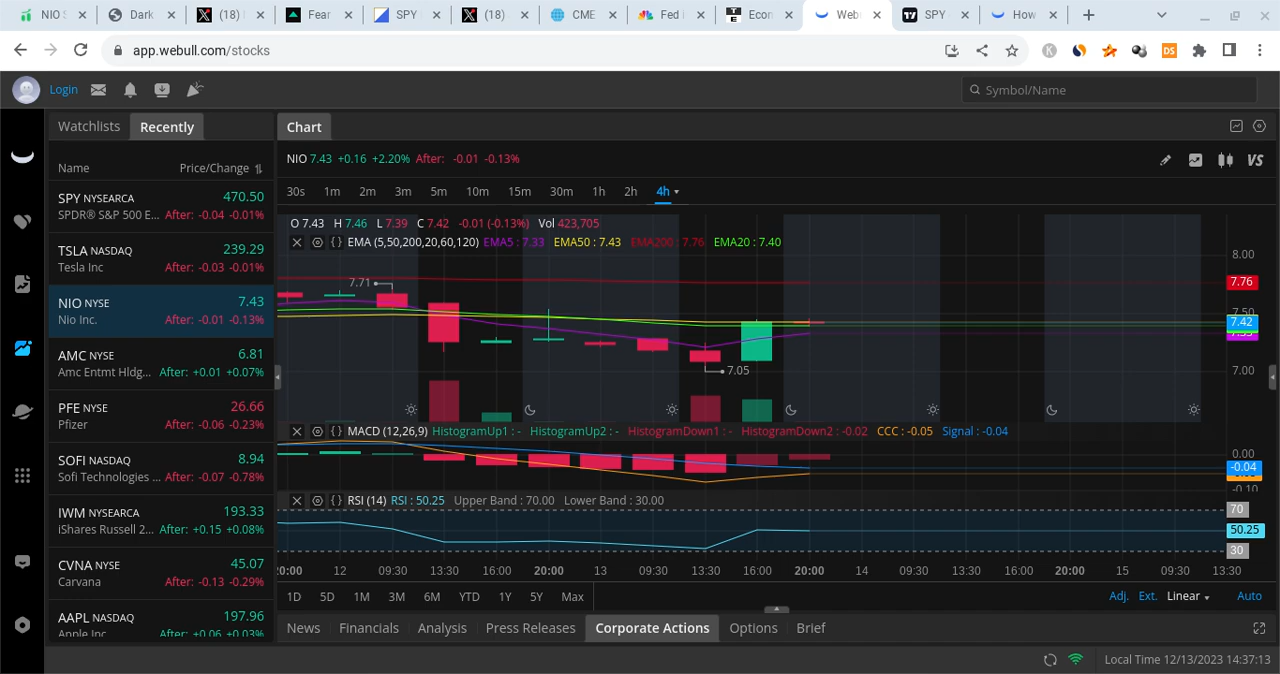 NIO S
Dark
(18)
Fear
SPY
(18)
CME
Fed
Econ
Web
SPY
How
app.webull.com/stocks
Login
Symbol/Name
Watchlists Recently
Chart
Name Price/Change
NIO 7.43 +0.16 +2.20% After: -0.01 -0.13%
30s 1m 2m 3m 5m 10m 15m 30m 1h 2h 4h
VS
SPY NYSEARCA 470.50
SPDR® S&P 500 E... After: -0.04 -0.01%
TSLA NASDAQ 239.29
Tesla Inc After: -0.03 -0.01%
NIO NYSE 7.43
Nio Inc. After: -0.01 -0.13%
AMC NYSE 6.81
Amc Entmt Hldg... After: +0.01 +0.07%
PFE NYSE 26.66
Pfizer After: -0.06 -0.23%
SOFI NASDAQ 8.94
Sofi Technologies ... After: -0.07 -0.78%
IWM NYSEARCA 193.33
iShares Russell 2... After: +0.15 +0.08%
CVNA NYSE 45.07
Carvana After: -0.13 -0.29%
AAPL NASDAQ 197.96
Apple Inc After: +0.06 +0.03%
O 7.43 H 7.46 L 7.39 C 7.42 -0.01 (-0.13%) Vol 423,705
EMA (5,50,200,20,60,120) EMA5 : 7.33 EMA50 : 7.43 EMA200 : 7.76 EMA20 : 7.40
7.71
7.05
8.00
7.76
7.50
7.42
7.00
MACD (12,26,9) HistogramUp1 : - HistogramUp2 : - HistogramDown1 : - HistogramDown2 : -0.02 CCC : -0.05 Signal : -0.04
0.00
-0.04
-0.10
RSI (14) RSI : 50.25 Upper Band : 70.00 Lower Band : 30.00
70
50.25
30
20:00 12 09:30 13:30 16:00 20:00 13 09:30 13:30 16:00 20:00 14 09:30 13:30 16:00 20:00 15 09:30 13:30
1D 5D 1M 3M 6M YTD 1Y 5Y Max
Adj. Ext. Linear Auto
News Financials Analysis Press Releases Corporate Actions Options Brief
Local Time 12/13/2023 14:37:13